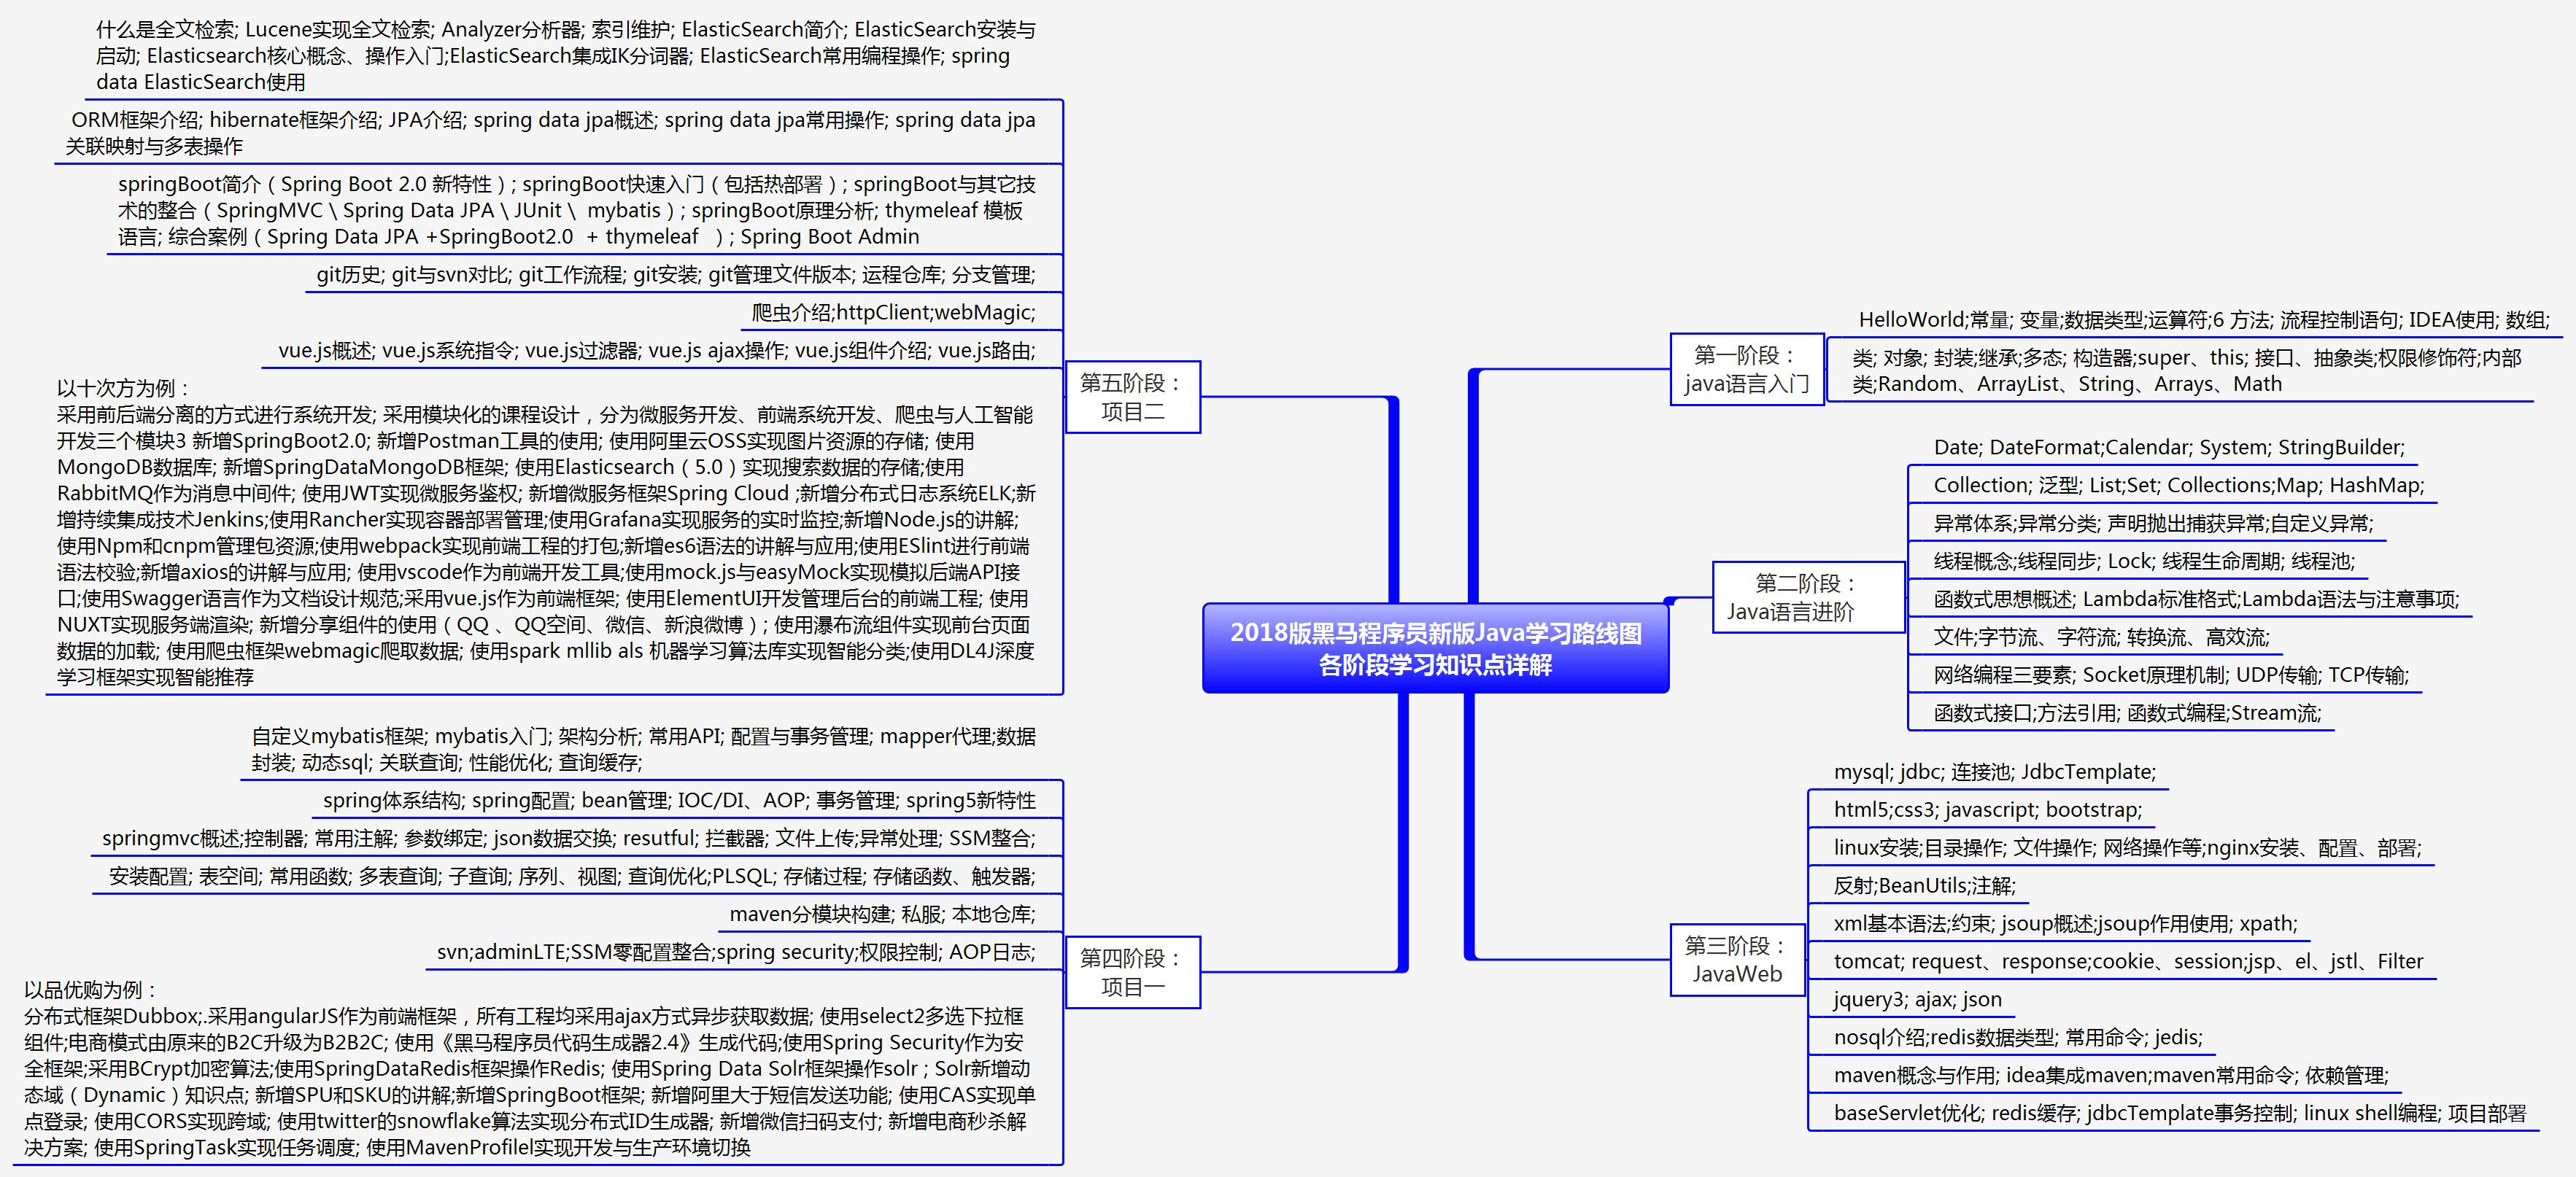 2018版黑马程序员新版Java学习路线图
各阶段学习知识点详解
第一阶段：
java语言入门
HelloWorld;常量; 变量;数据类型;运算符;6 方法; 流程控制语句; IDEA使用; 数组;
类; 对象; 封装;继承;多态; 构造器;super、this; 接口、抽象类;权限修饰符;内部
类;Random、ArrayList、String、Arrays、Math
第二阶段：
Java语言进阶
Date; DateFormat;Calendar; System; StringBuilder;
Collection; 泛型; List;Set; Collections;Map; HashMap;
异常体系;异常分类; 声明抛出捕获异常;自定义异常;
线程概念;线程同步; Lock; 线程生命周期; 线程池;
函数式思想概述; Lambda标准格式;Lambda语法与注意事项;
文件;字节流、字符流; 转换流、高效流;
网络编程三要素; Socket原理机制; UDP传输; TCP传输;
函数式接口;方法引用; 函数式编程;Stream流;
第三阶段：
JavaWeb
mysql; jdbc; 连接池; JdbcTemplate;
html5;css3; javascript; bootstrap;
linux安装;目录操作; 文件操作; 网络操作等;nginx安装、配置、部署;
反射;BeanUtils;注解;
xml基本语法;约束; jsoup概述;jsoup作用使用; xpath;
tomcat; request、response;cookie、session;jsp、el、jstl、Filter
jquery3; ajax; json
nosql介绍;redis数据类型; 常用命令; jedis;
maven概念与作用; idea集成maven;maven常用命令; 依赖管理;
baseServlet优化; redis缓存; jdbcTemplate事务控制; linux shell编程; 项目部署
第四阶段：
项目一
自定义mybatis框架; mybatis入门; 架构分析; 常用API; 配置与事务管理; mapper代理;数据
封装; 动态sql; 关联查询; 性能优化; 查询缓存;
spring体系结构; spring配置; bean管理; IOC/DI、AOP; 事务管理; spring5新特性
springmvc概述;控制器; 常用注解; 参数绑定; json数据交换; resutful; 拦截器; 文件上传;异常处理; SSM整合;
安装配置; 表空间; 常用函数; 多表查询; 子查询; 序列、视图; 查询优化;PLSQL; 存储过程; 存储函数、触发器;
maven分模块构建; 私服; 本地仓库;
svn;adminLTE;SSM零配置整合;spring security;权限控制; AOP日志;
以品优购为例：
分布式框架Dubbox;.采用angularJS作为前端框架，所有工程均采用ajax方式异步获取数据; 使用select2多选下拉框
组件;电商模式由原来的B2C升级为B2B2C; 使用《黑马程序员代码生成器2.4》生成代码;使用Spring Security作为安
全框架;采用BCrypt加密算法;使用SpringDataRedis框架操作Redis; 使用Spring Data Solr框架操作solr ; Solr新增动
态域（Dynamic）知识点; 新增SPU和SKU的讲解;新增SpringBoot框架; 新增阿里大于短信发送功能; 使用CAS实现单
点登录; 使用CORS实现跨域; 使用twitter的snowflake算法实现分布式ID生成器; 新增微信扫码支付; 新增电商秒杀解
决方案; 使用SpringTask实现任务调度; 使用MavenProfilel实现开发与生产环境切换
第五阶段：
项目二
什么是全文检索; Lucene实现全文检索; Analyzer分析器; 索引维护; ElasticSearch简介; ElasticSearch安装与
启动; Elasticsearch核心概念、操作入门;ElasticSearch集成IK分词器; ElasticSearch常用编程操作; spring
data ElasticSearch使用
ORM框架介绍; hibernate框架介绍; JPA介绍; spring data jpa概述; spring data jpa常用操作; spring data jpa
关联映射与多表操作
springBoot简介（Spring Boot 2.0 新特性）; springBoot快速入门（包括热部署）; springBoot与其它技
术的整合（SpringMVC \ Spring Data JPA \ JUnit \ mybatis）; springBoot原理分析; thymeleaf 模板
语言; 综合案例（Spring Data JPA +SpringBoot2.0 + thymeleaf ）; Spring Boot Admin
git历史; git与svn对比; git工作流程; git安装; git管理文件版本; 运程仓库; 分支管理;
爬虫介绍;httpClient;webMagic;
vue.js概述; vue.js系统指令; vue.js过滤器; vue.js ajax操作; vue.js组件介绍; vue.js路由;
以十次方为例：
采用前后端分离的方式进行系统开发; 采用模块化的课程设计，分为微服务开发、前端系统开发、爬虫与人工智能
开发三个模块3 新增SpringBoot2.0; 新增Postman工具的使用; 使用阿里云OSS实现图片资源的存储; 使用
MongoDB数据库; 新增SpringDataMongoDB框架; 使用Elasticsearch（5.0）实现搜索数据的存储;使用
RabbitMQ作为消息中间件; 使用JWT实现微服务鉴权; 新增微服务框架Spring Cloud ;新增分布式日志系统ELK;新
增持续集成技术Jenkins;使用Rancher实现容器部署管理;使用Grafana实现服务的实时监控;新增Node.js的讲解;
使用Npm和cnpm管理包资源;使用webpack实现前端工程的打包;新增es6语法的讲解与应用;使用ESlint进行前端
语法校验;新增axios的讲解与应用; 使用vscode作为前端开发工具;使用mock.js与easyMock实现模拟后端API接
口;使用Swagger语言作为文档设计规范;采用vue.js作为前端框架; 使用ElementUI开发管理后台的前端工程; 使用
NUXT实现服务端渲染; 新增分享组件的使用（QQ 、QQ空间、微信、新浪微博）; 使用瀑布流组件实现前台页面
数据的加载; 使用爬虫框架webmagic爬取数据; 使用spark mllib als 机器学习算法库实现智能分类;使用DL4J深度
学习框架实现智能推荐